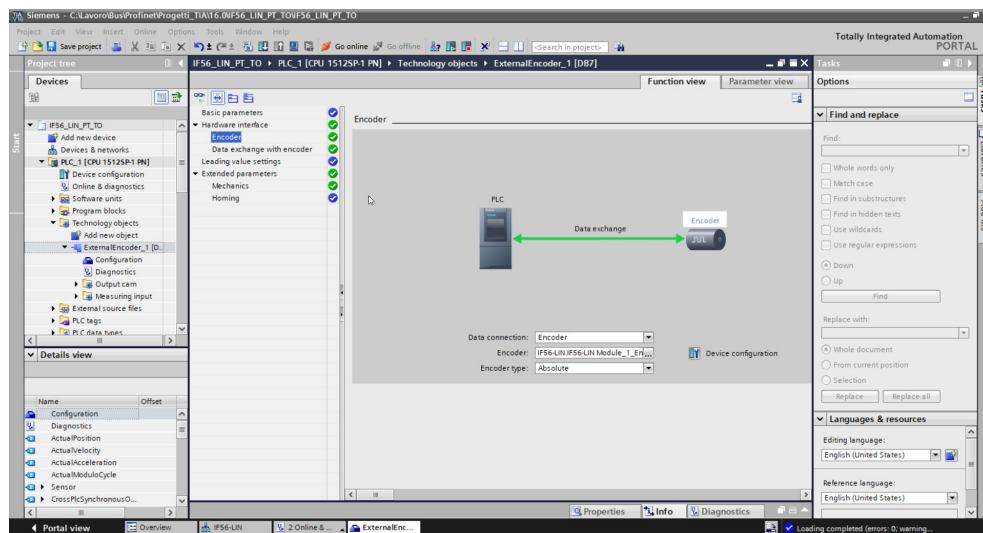 Siemens - C:\Lavoro\Bus\Profinet\Progetti_TIA\16.0\IF56_LIN_PT_TO\IF56_LIN_PT_TO
Project Edit View Insert Online Options Tools Window Help
Save project
Go online
Go offline
<Search in project>
Totally Integrated Automation
PORTAL
Project tree
IF56_LIN_PT_TO ▸ PLC_1 [CPU 1512SP-1 PN] ▸ Technology objects ▸ ExternalEncoder_1 [DB7]
Tasks
Devices
Function view
Parameter view
Options
Start
IF56_LIN_PT_TO
Add new device
Devices & networks
PLC_1 [CPU 1512SP-1 PN]
Device configuration
Online & diagnostics
Software units
Program blocks
Technology objects
Add new object
ExternalEncoder_1 [D...
Configuration
Diagnostics
Output cam
Measuring input
External source files
PLC tags
PLC data types
Details view
Name
Offset
Configuration
Diagnostics
ActualPosition
ActualVelocity
ActualAcceleration
ActualModuloCycle
Sensor
CrossPlcSynchronousO...
Basic parameters
Hardware interface
Encoder
Data exchange with encoder
Leading value settings
Extended parameters
Mechanics
Homing
Encoder
PLC
Data exchange
Encoder
Data connection: Encoder
Encoder: IF56-LIN.IF56-LIN Module_1_En ...
Device configuration
Encoder type: Absolute
Properties
Info
Diagnostics
Find and replace
Find:
Whole words only
Match case
Find in substructures
Find in hidden texts
Use wildcards
Use regular expressions
Down
Up
Find
Replace with:
Whole document
From current position
Selection
Replace
Replace all
Languages & resources
Editing language:
English (United States)
Reference language:
English (United States)
Portal view
Overview
IF56-LIN
2 Online & ...
ExternalEnc...
Loading completed (errors: 0; warning...